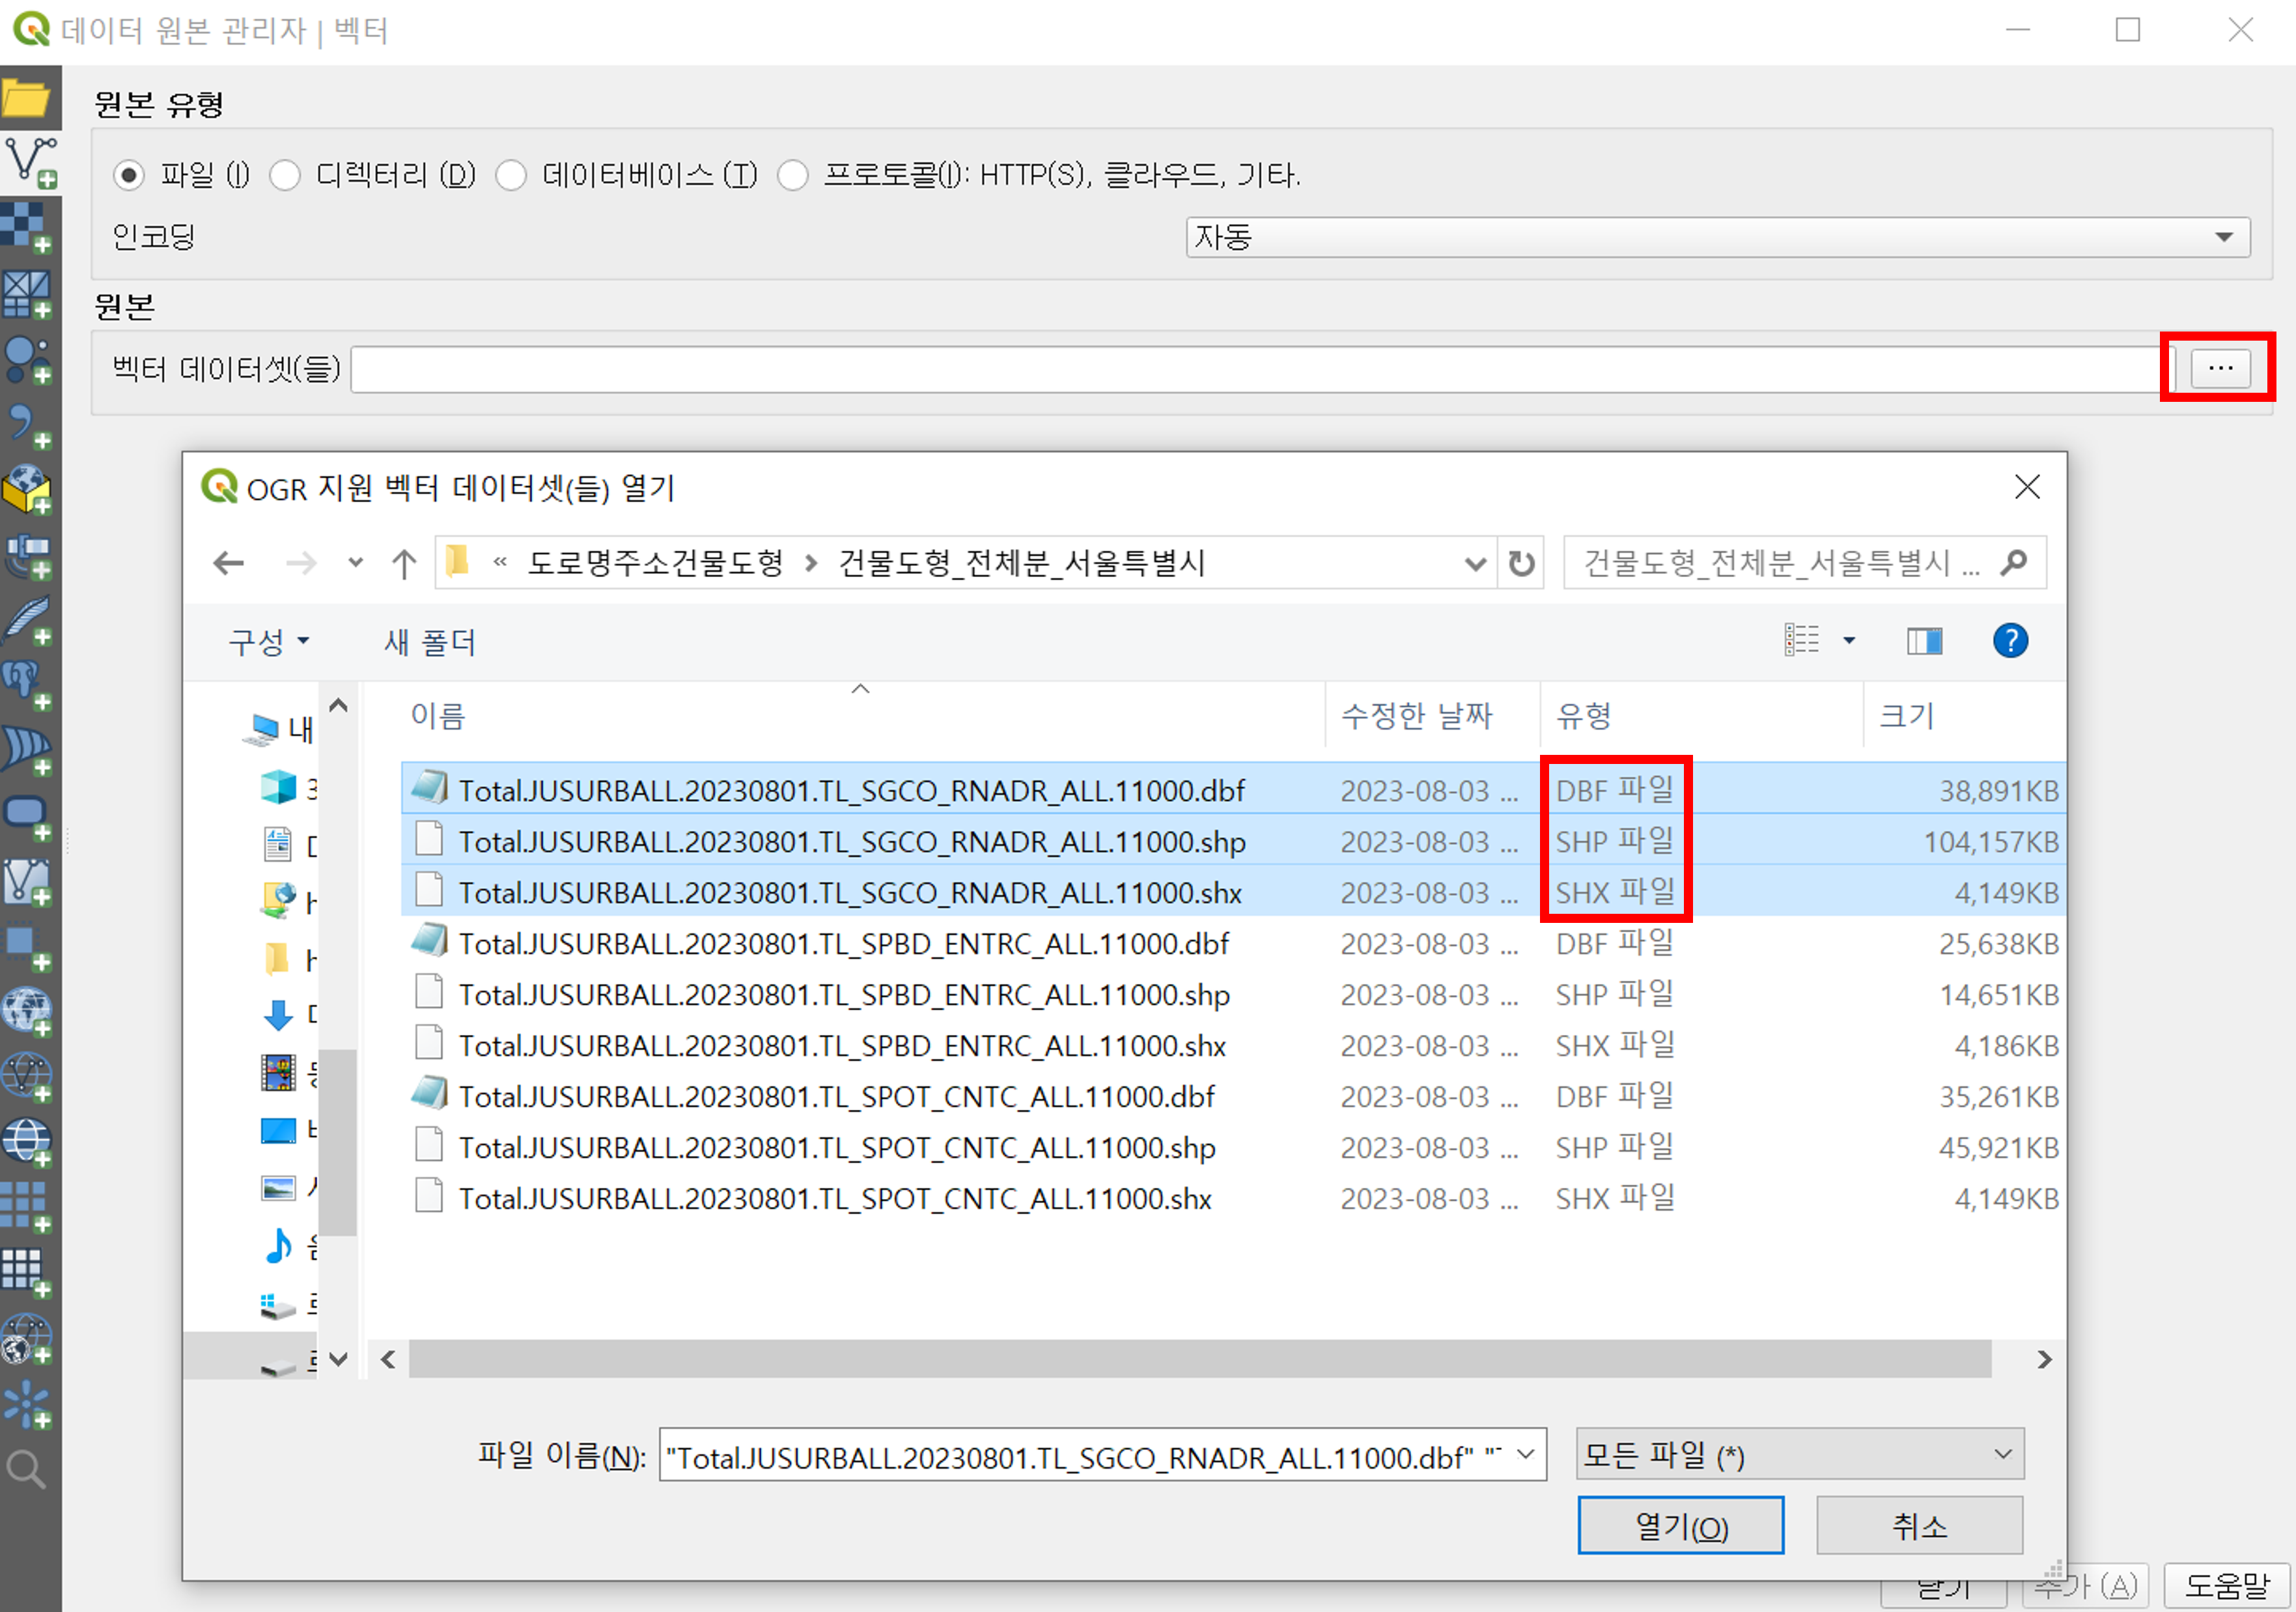 데이터 원본 관리자 | 벡터
원본 유형
파일 (I) 디렉터리 (D) 데이터베이스 (T) 프로토콜(I): HTTP(S), 클라우드, 기타.
인코딩 자동
원본
벡터 데이터셋(들) ...
OGR 지원 벡터 데이터셋(들) 열기
« 도로명주소건물도형 > 건물도형_전체분_서울특별시 건물도형_전체분_서울특별시 ...
구성 새 폴더
이름 수정한 날짜 유형 크기
내
3
Total.JUSURBALL.20230801.TL_SGCO_RNADR_ALL.11000.dbf 2023-08-03 ... DBF 파일 38,891KB
Total.JUSURBALL.20230801.TL_SGCO_RNADR_ALL.11000.shp 2023-08-03 ... SHP 파일 104,157KB
Total.JUSURBALL.20230801.TL_SGCO_RNADR_ALL.11000.shx 2023-08-03 ... SHX 파일 4,149KB
Total.JUSURBALL.20230801.TL_SPBD_ENTRC_ALL.11000.dbf 2023-08-03 ... DBF 파일 25,638KB
Total.JUSURBALL.20230801.TL_SPBD_ENTRC_ALL.11000.shp 2023-08-03 ... SHP 파일 14,651KB
Total.JUSURBALL.20230801.TL_SPBD_ENTRC_ALL.11000.shx 2023-08-03 ... SHX 파일 4,186KB
Total.JUSURBALL.20230801.TL_SPOT_CNTC_ALL.11000.dbf 2023-08-03 ... DBF 파일 35,261KB
Total.JUSURBALL.20230801.TL_SPOT_CNTC_ALL.11000.shp 2023-08-03 ... SHP 파일 45,921KB
Total.JUSURBALL.20230801.TL_SPOT_CNTC_ALL.11000.shx 2023-08-03 ... SHX 파일 4,149KB
파일 이름(N): "Total.JUSURBALL.20230801.TL_SGCO_RNADR_ALL.11000.dbf" " 모든 파일 (*)
열기(O) 취소
닫기 추가 (A) 도움말